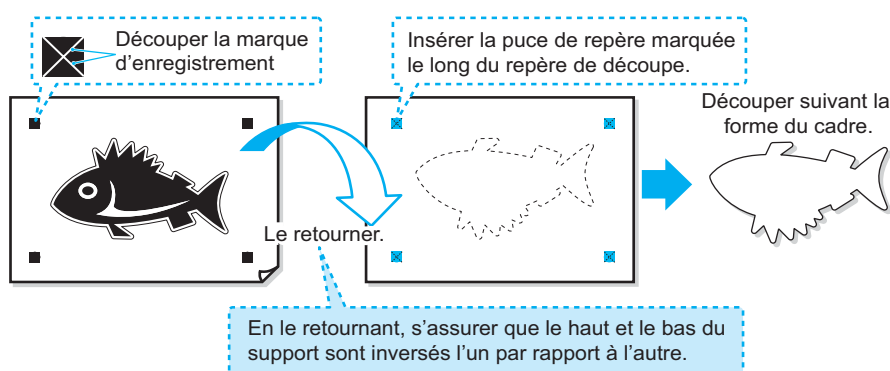 Découper la marque
d’enregistrement
Insérer la puce de repère marquée
le long du repère de découpe.
Découper suivant la
forme du cadre.
Le retourner.
En le retournant, s’assurer que le haut et le bas du
support sont inversés l’un par rapport à l’autre.